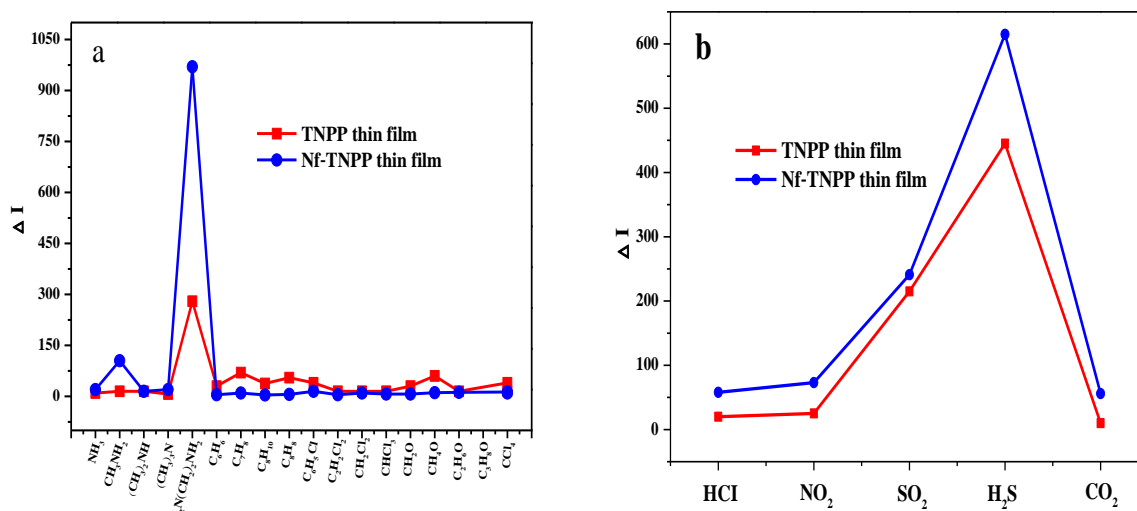 a
1050
900
750
600
450
300
150
0
Δ I
TNPP thin film
Nf-TNPP thin film
NH₃
CH₃NH₂
(CH₃)₂NH
(CH₃)₃N
N(CH₂)₂NH₂
C₆H₆
C₇H₈
C₈H₁₀
C₈H₈
C₆H₅Cl
C₂H₂Cl₂
CH₂Cl₂
CHCl₃
CH₂O
CH₄O
C₂H₆O
C₃H₈O
CCl₄
b
600
500
400
300
200
100
0
Δ I
TNPP thin film
Nf-TNPP thin film
HCI
NO₂
SO₂
H₂S
CO₂